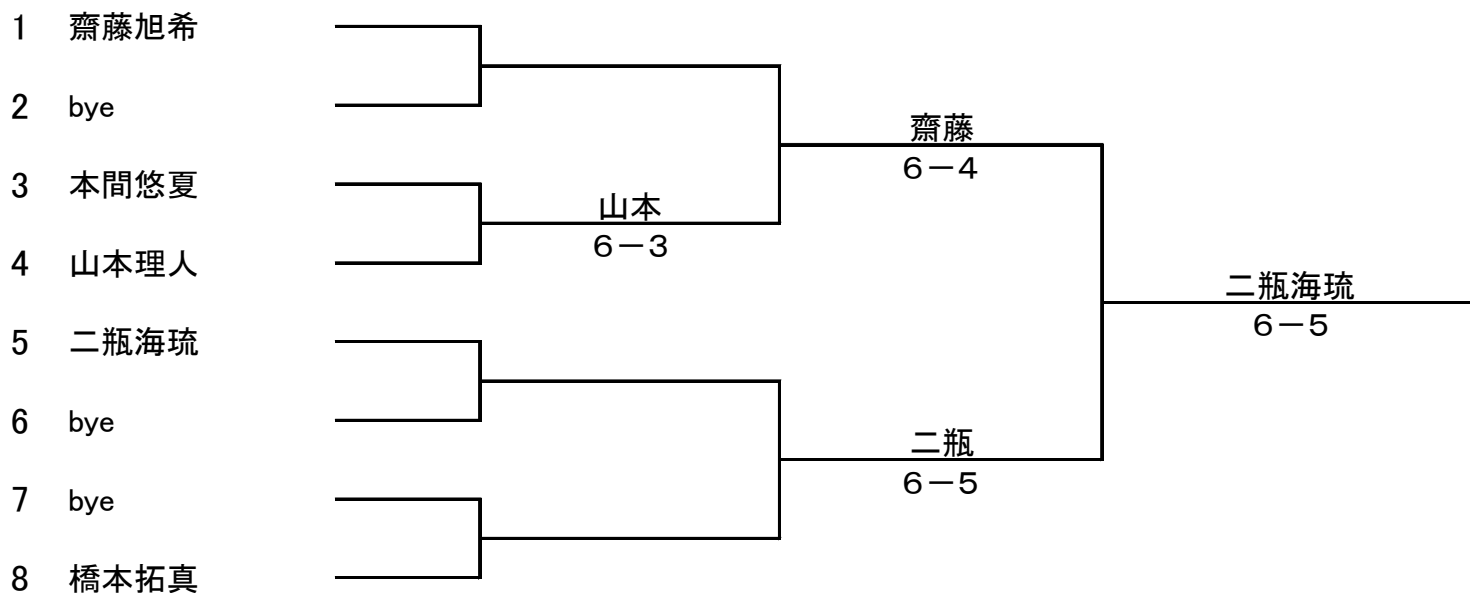 1 齋藤旭希
2 bye
齋藤
6－4
3 本間悠夏
山本
6－3
4 山本理人
二瓶海琉
6－5
5 二瓶海琉
6 bye
二瓶
6－5
7 bye
8 橋本拓真